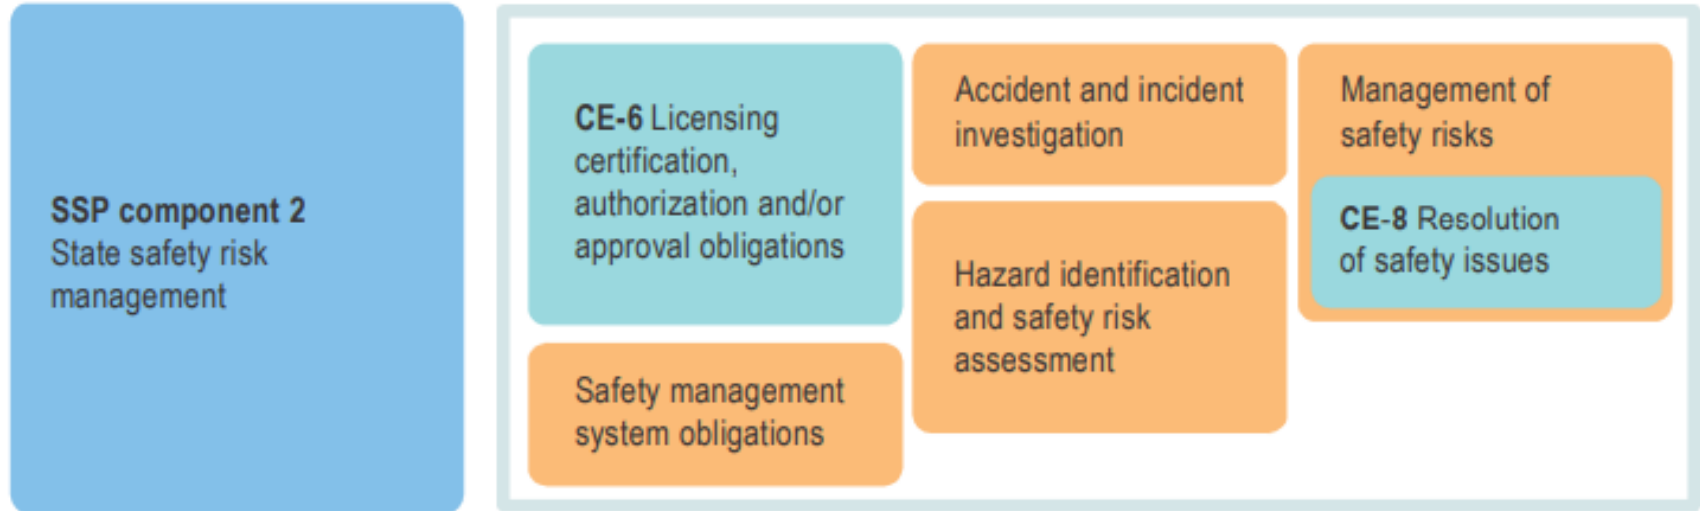 SSP component 2
State safety risk
management
CE-6 Licensing
certification,
authorization and/or
approval obligations
Safety management
system obligations
Accident and incident
investigation
Hazard identification
and safety risk
assessment
Management of
safety risks
CE-8 Resolution
of safety issues